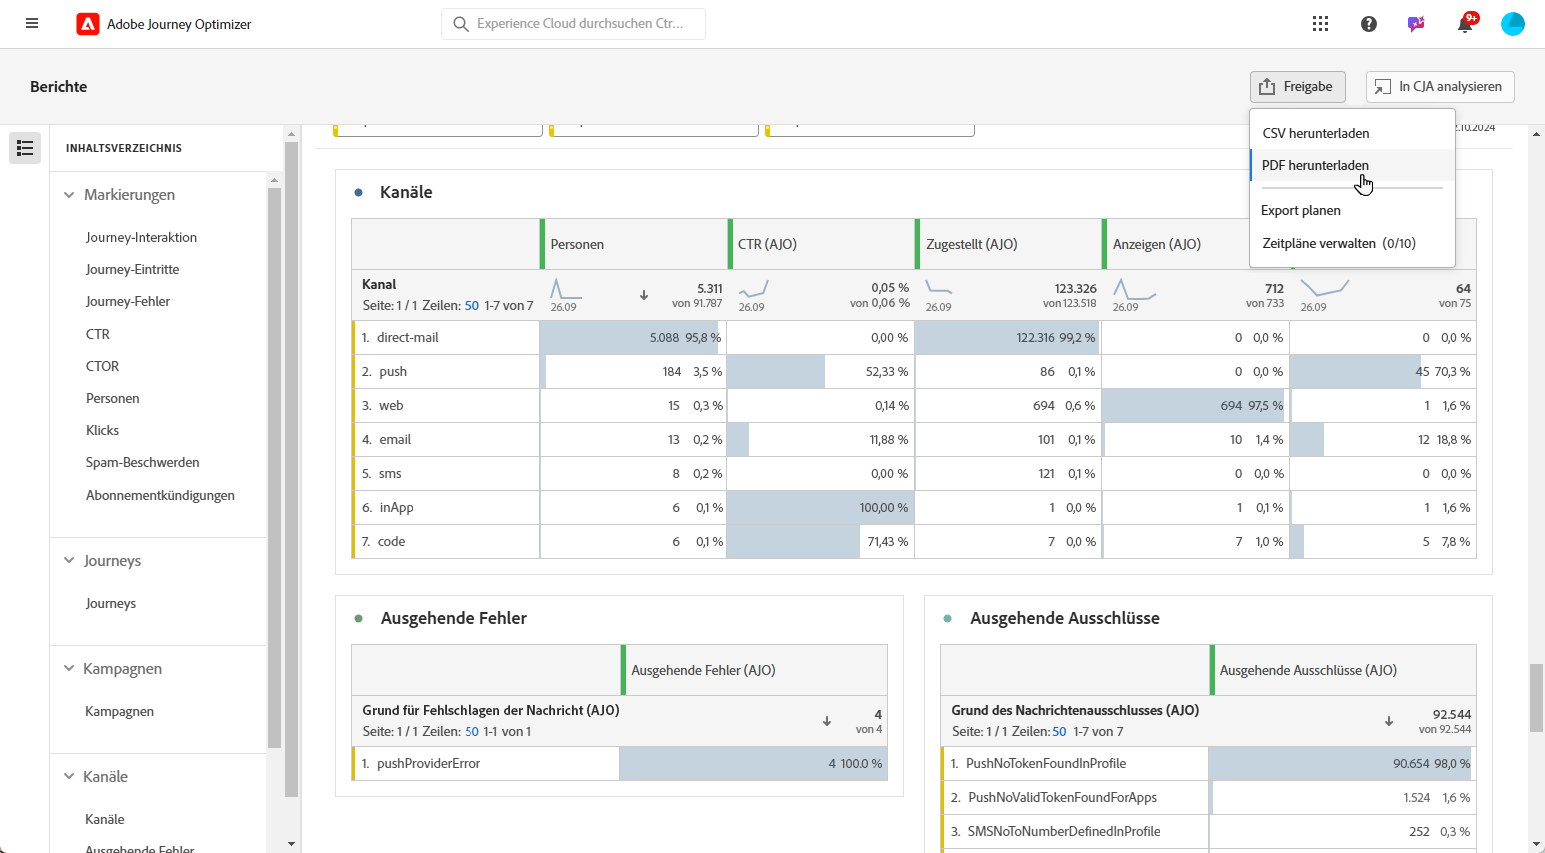 Adobe Journey Optimizer
Experience Cloud durchsuchen Ctr...
9+
Berichte
Freigabe
In CJA analysieren
CSV herunterladen
PDF herunterladen
Export planen
Zeitpläne verwalten (0/10)
.10.2024
INHALTSVERZEICHNIS
Markierungen
Journey-Interaktion
Journey-Eintritte
Journey-Fehler
CTR
CTOR
Personen
Klicks
Spam-Beschwerden
Abonnementkündigungen
Journeys
Journeys
Kampagnen
Kampagnen
Kanäle
Kanäle
Ausgehende Fehler
Kanäle
Personen CTR (AJO) Zugestellt (AJO) Anzeigen (AJO)
Kanal 5.311 0,05 % 123.326 712 64
Seite: 1 / 1 Zeilen: 50 1-7 von 7 26.09 von 91.787 26.09 von 0,06 % 26.09 von 123.518 26.09 von 733 26.09 von 75
1. direct-mail 5.088 95,8 % 0,00 % 122.316 99,2 % 0 0,0 % 0 0,0 %
2. push 184 3,5 % 52,33 % 86 0,1 % 0 0,0 % 45 70,3 %
3. web 15 0,3 % 0,14 % 694 0,6 % 694 97,5 % 1 1,6 %
4. email 13 0,2 % 11,88 % 101 0,1 % 10 1,4 % 12 18,8 %
5. sms 8 0,2 % 0,00 % 121 0,1 % 0 0,0 % 0 0,0 %
6. inApp 6 0,1 % 100,00 % 1 0,0 % 1 0,1 % 1 1,6 %
7. code 6 0,1 % 71,43 % 7 0,0 % 7 1,0 % 5 7,8 %
Ausgehende Fehler
Ausgehende Fehler (AJO)
Grund für Fehlschlagen der Nachricht (AJO) 4
Seite: 1 / 1 Zeilen: 50 1-1 von 1 von 4
1. pushProviderError 4 100.0 %
Ausgehende Ausschlüsse
Ausgehende Ausschlüsse (AJO)
Grund des Nachrichtenausschlusses (AJO) 92.544
Seite: 1 / 1 Zeilen: 50 1-7 von 7 von 92.544
1. PushNoTokenFoundInProfile 90.654 98,0 %
2. PushNoValidTokenFoundForApps 1.524 1,6 %
3. SMSNoToNumberDefinedInProfile 252 0,3 %